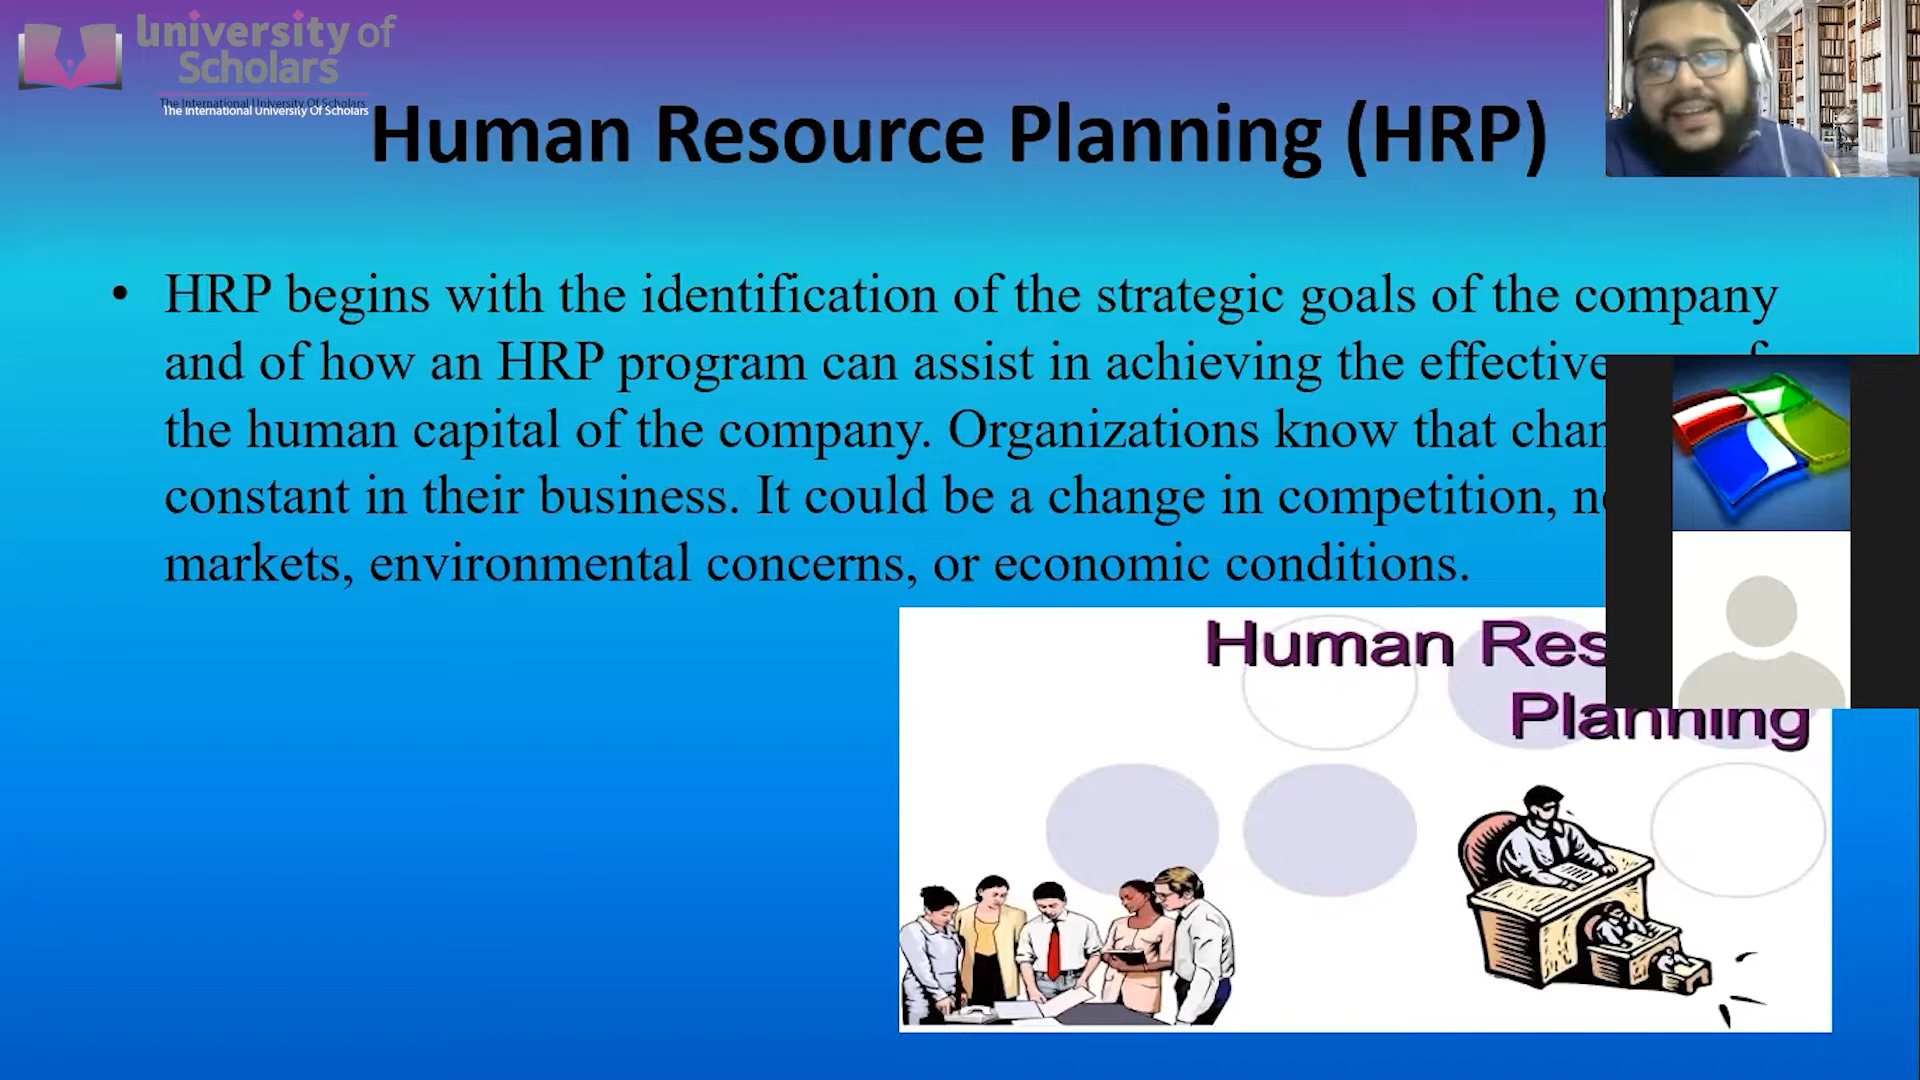 University of
Scholars
The International University Of Scholars
The International University Of Scholars
Human Resource Planning (HRP)
• HRP begins with the identification of the strategic goals of the company
and of how an HRP program can assist in achieving the effective
the human capital of the company. Organizations know that
constant in their business. It could be a change in competition,
markets, environmental concerns, or economic conditions.
Human
Planning